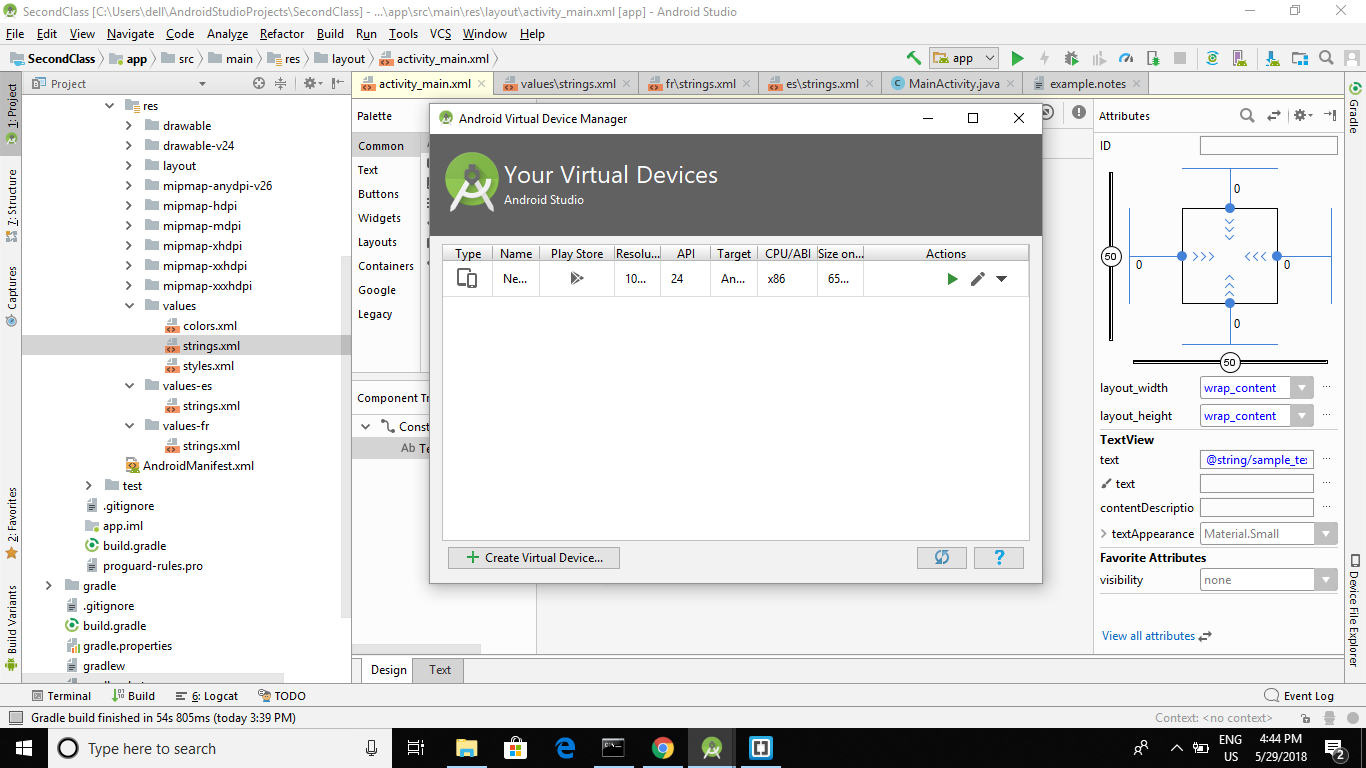 SecondClass [C:\Users\dell\AndroidStudioProjects\SecondClass] - ...\app\src\main\res\layout\activity_main.xml [app] - Android Studio
File Edit View Navigate Code Analyze Refactor Build Run Tools VCS Window Help
SecondClass app src main res layout activity_main.xml
app
Project
activity_main.xml values\strings.xml fr\strings.xml es\strings.xml MainActivity.java example.notes
1: Project
7: Structure
Captures
2: Favorites
Build Variants
res
drawable
drawable-v24
layout
mipmap-anydpi-v26
mipmap-hdpi
mipmap-mdpi
mipmap-xhdpi
mipmap-xxhdpi
mipmap-xxxhdpi
values
colors.xml
strings.xml
styles.xml
values-es
strings.xml
values-fr
strings.xml
AndroidManifest.xml
test
.gitignore
app.iml
build.gradle
proguard-rules.pro
gradle
.gitignore
build.gradle
gradle.properties
gradlew
Palette
Common
Text
Buttons
Widgets
Layouts
Containers
Google
Legacy
Component Tr
Const
Ab Te
Android Virtual Device Manager
Your Virtual Devices
Android Studio
Type Name Play Store Resolu... API Target CPU/ABI Size on... Actions
Ne... 10... 24 An... x86 65...
Create Virtual Device...
?
Attributes
ID
0
50
0
0
0
50
layout_width wrap_content ...
layout_height wrap_content ...
TextView
text @string/sample_te ...
text ...
contentDescriptio ...
textAppearance Material.Small
Favorite Attributes
visibility none
View all attributes
Gradle
Device File Explorer
Design Text
Terminal Build 6: Logcat TODO Event Log
Gradle build finished in 54s 805ms (today 3:39 PM) Context: <no context>
Type here to search
ENG
US
4:44 PM
5/29/2018
2